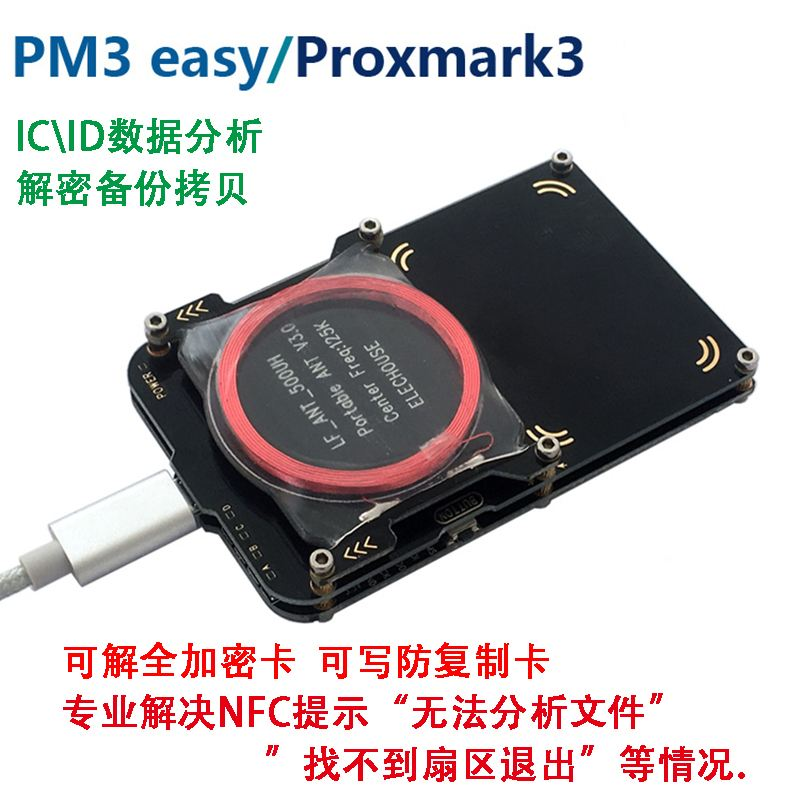 PM3 easy/Proxmark3
IC\ID数据分析
解密备份拷贝
POWER
LF_ANT_500UH
Portable ANT V3.0
Center Freq:125K
ELECHOUSE
BUTTON
A
B
C
D
可解全加密卡 可写防复制卡
专业解决NFC提示“无法分析文件”
”找不到扇区退出”等情况.